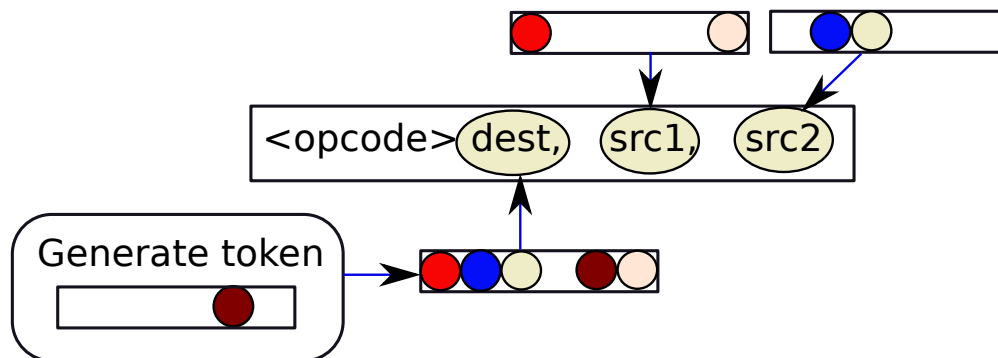 <opcode> dest, src1, src2
Generate token